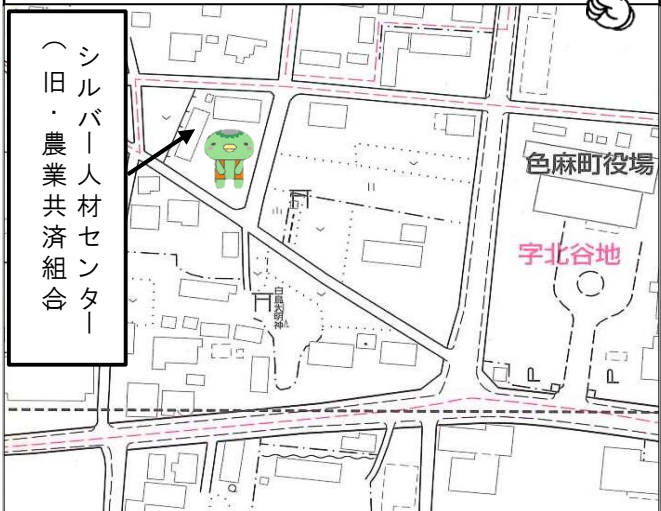 シルバー人材センター
（旧・農業共済組合）
色麻町役場
字北谷地
白鳥大明神